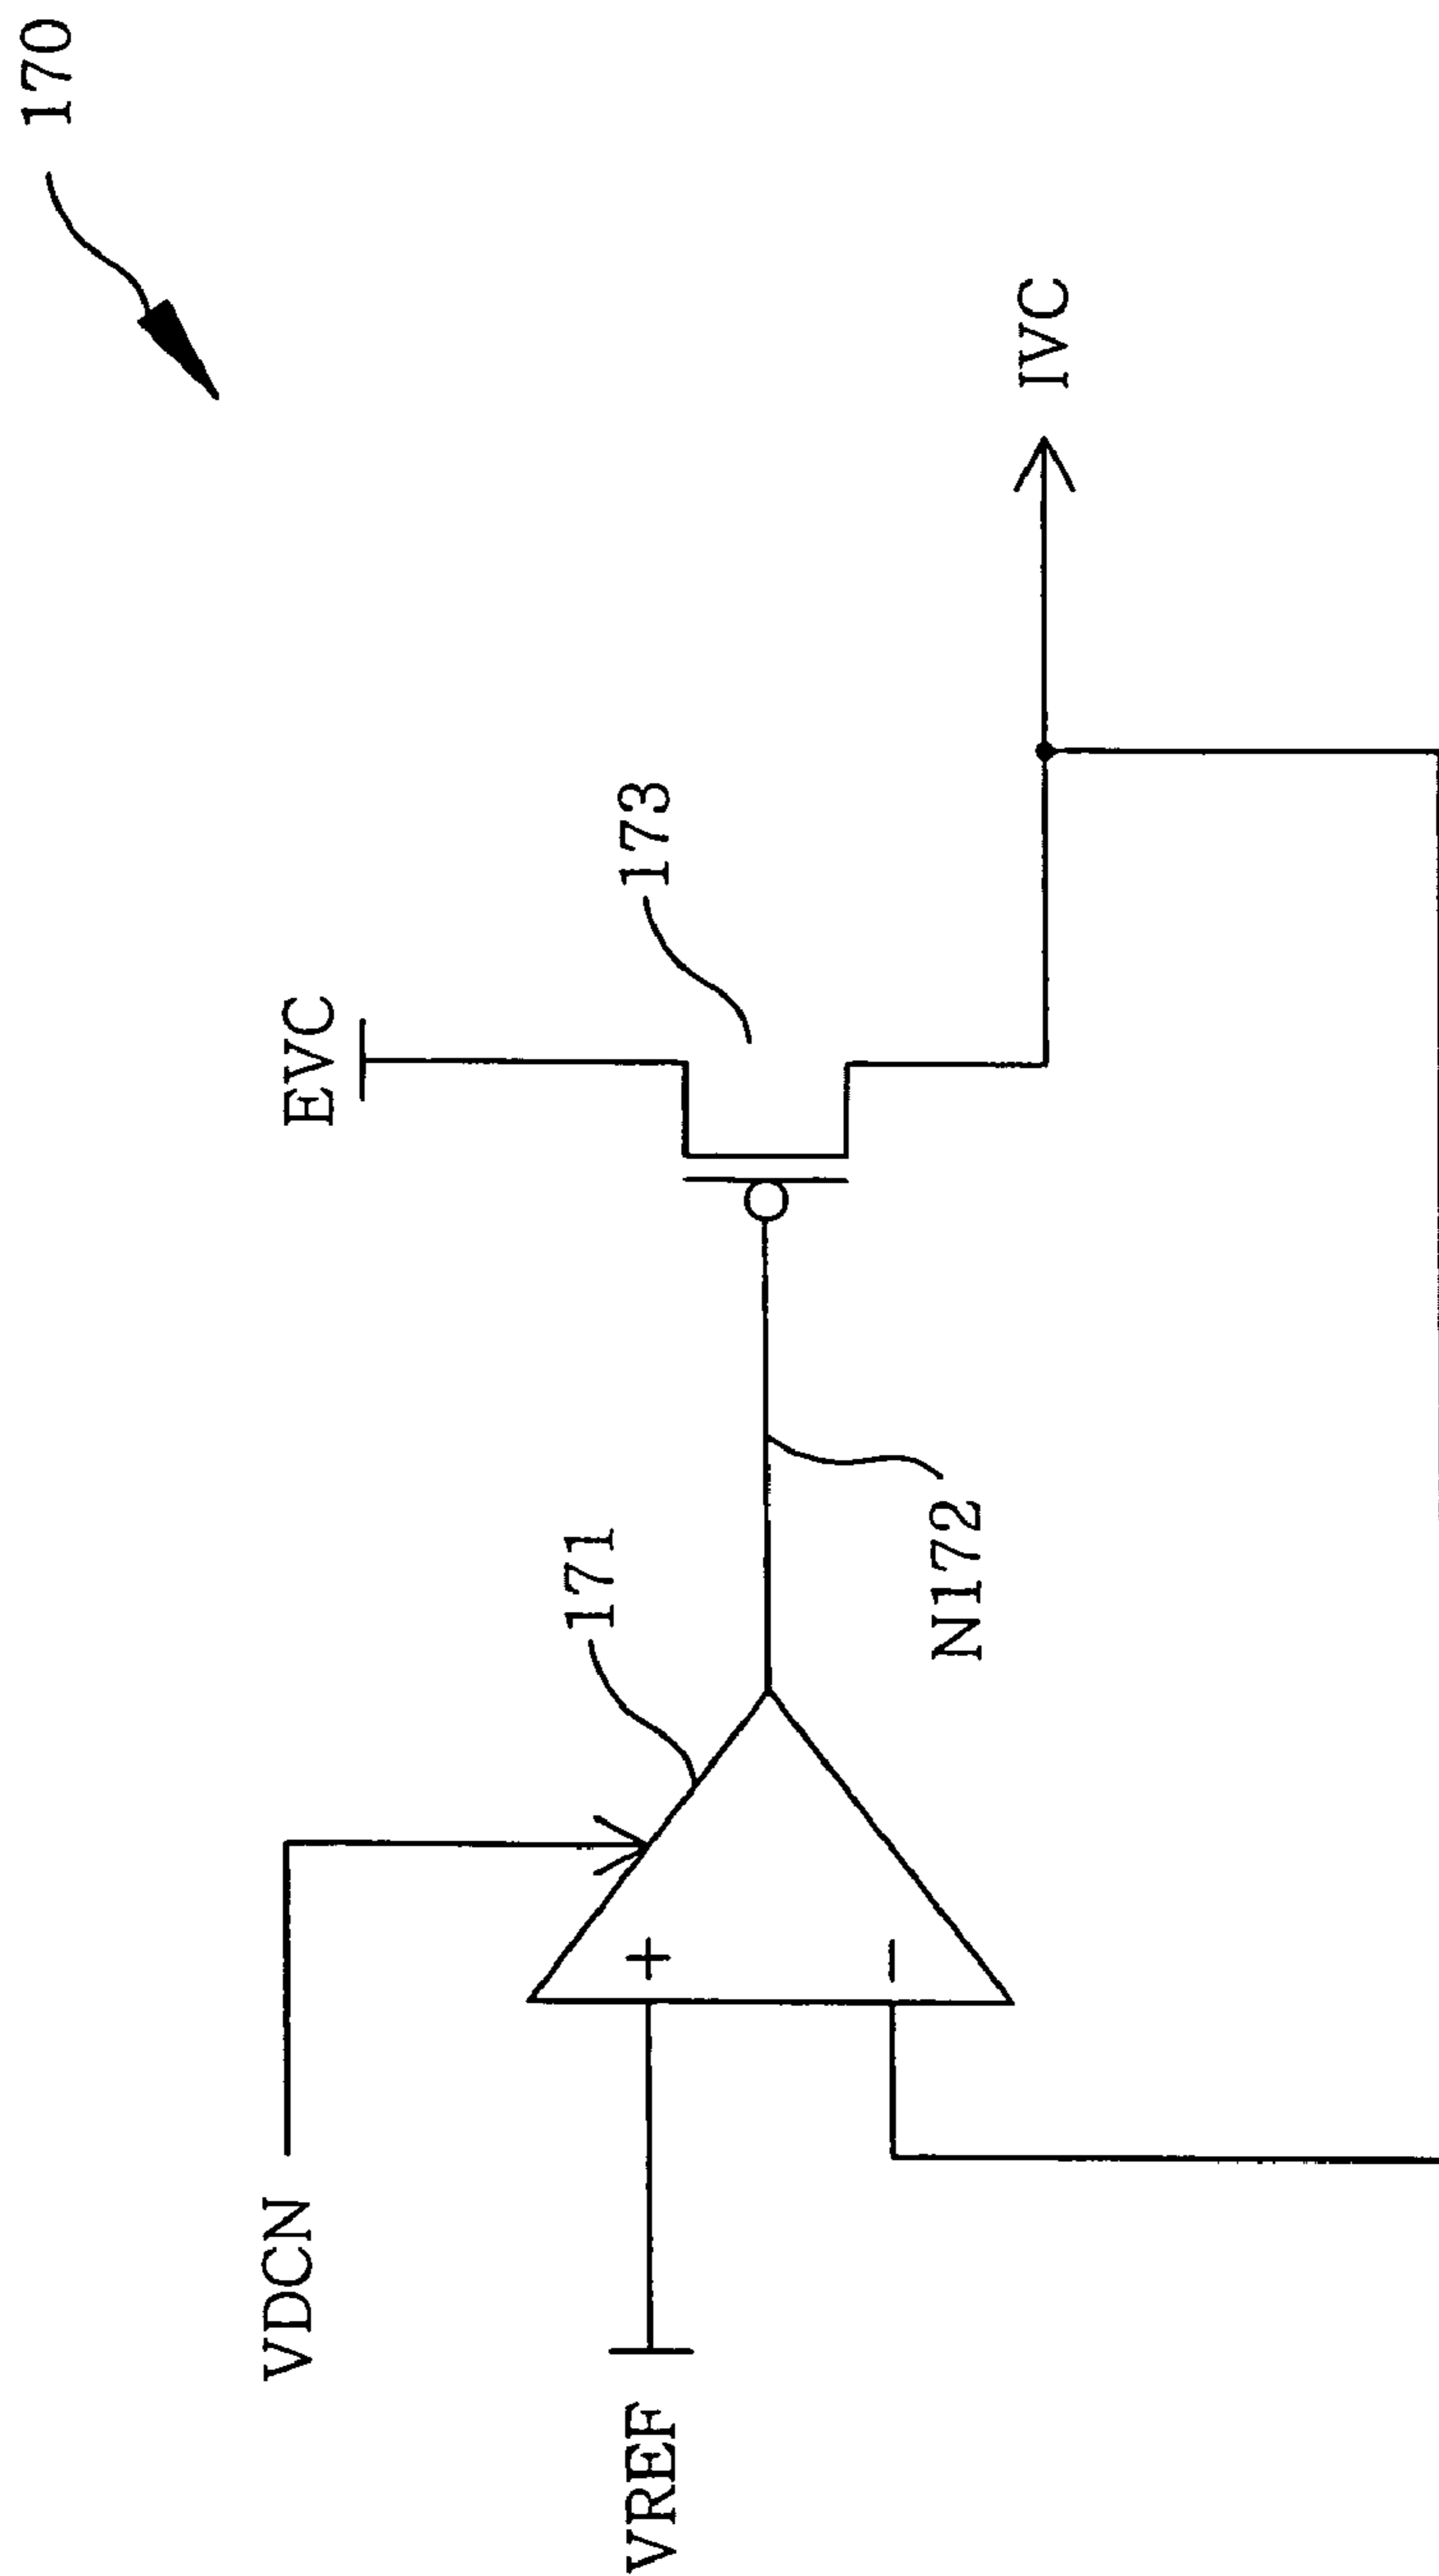 170
EVC
VDCN
173
171
VREF
+
−
N172
IVC